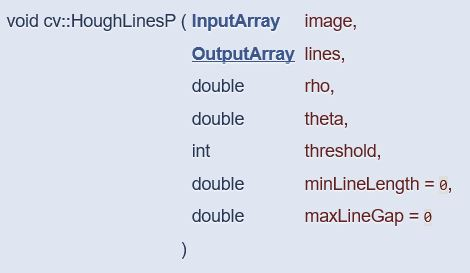 void cv::HoughLinesP ( InputArray image,
OutputArray lines,
double rho,
double theta,
int threshold,
double minLineLength = 0,
double maxLineGap = 0
)